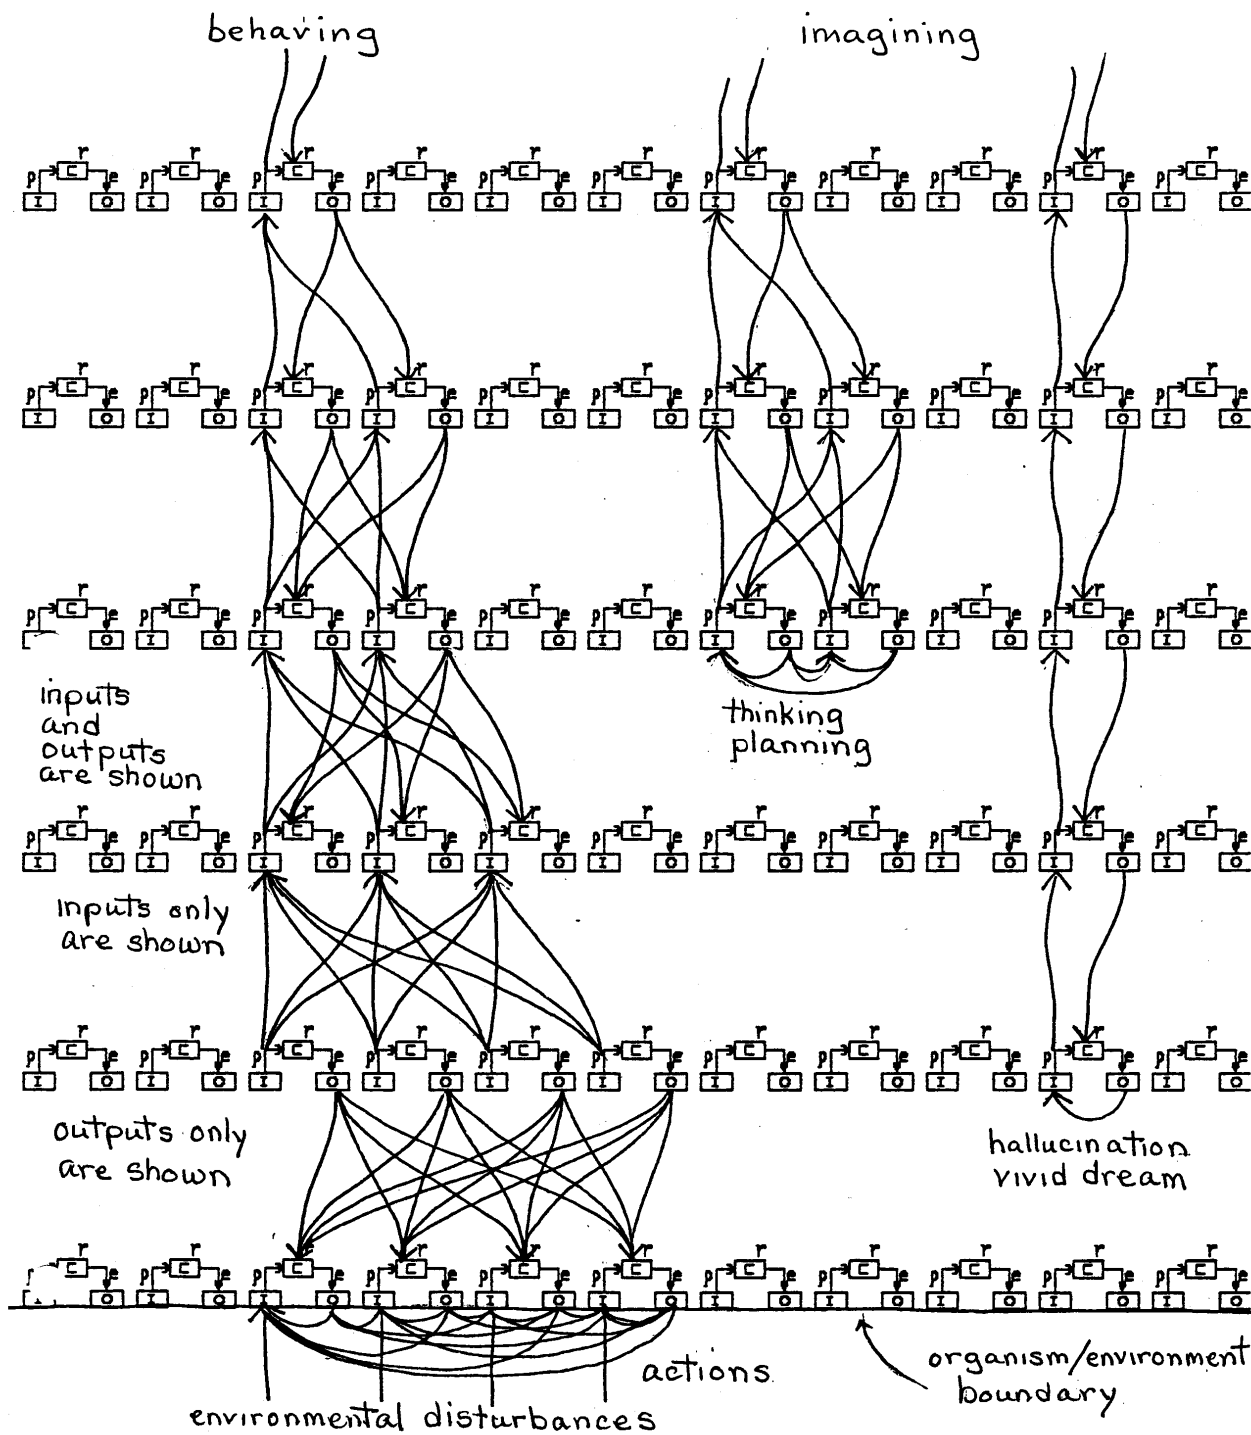 behaving imagining
r r r r r r r r r r r
p C e p C e p C e p C e p C e p C e p C e p C e p C e p C e p C e
I O I O I O I O I O I O I O I O I O I O I O
r r r r r r r r r r r
p C e p C e p C e p C e p C e p C e p C e p C e p C e p C e p C e
I O I O I O I O I O I O I O I O I O I O I O
r r r r r r r r r r r
p C e p C e p C e p C e p C e p C e p C e p C e p C e p C e p C e
O I O I O I O I O I O I O I O I O I O I O
inputs
and
outputs
are shown
thinking
planning
r r r r r r r r r r r
p C e p C e p C e p C e p C e p C e p C e p C e p C e p C e p C e
I O I O I O I O I O I O I O I O I O I O I O
inputs only
are shown
r r r r r r r r r r r
p C e p C e p C e p C e p C e p C e p C e p C e p C e p C e p C e
I O I O I O I O I O I O I O I O I O I O I O
outputs only
are shown
hallucination
vivid dream
r r r r r r r r r r r
C e p C e p C e p C e p C e p C e p C e p C e p C e p C e p C e
O I O I O I O I O I O I O I O I O I O I O
actions
environmental disturbances
organism/environment
boundary